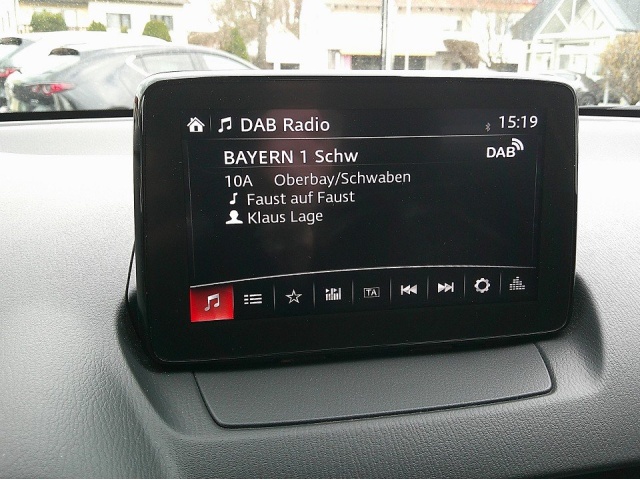 DAB Radio 15:19
BAYERN 1 Schw DAB
10A Oberbay/Schwaben
Faust auf Faust
Klaus Lage
TA